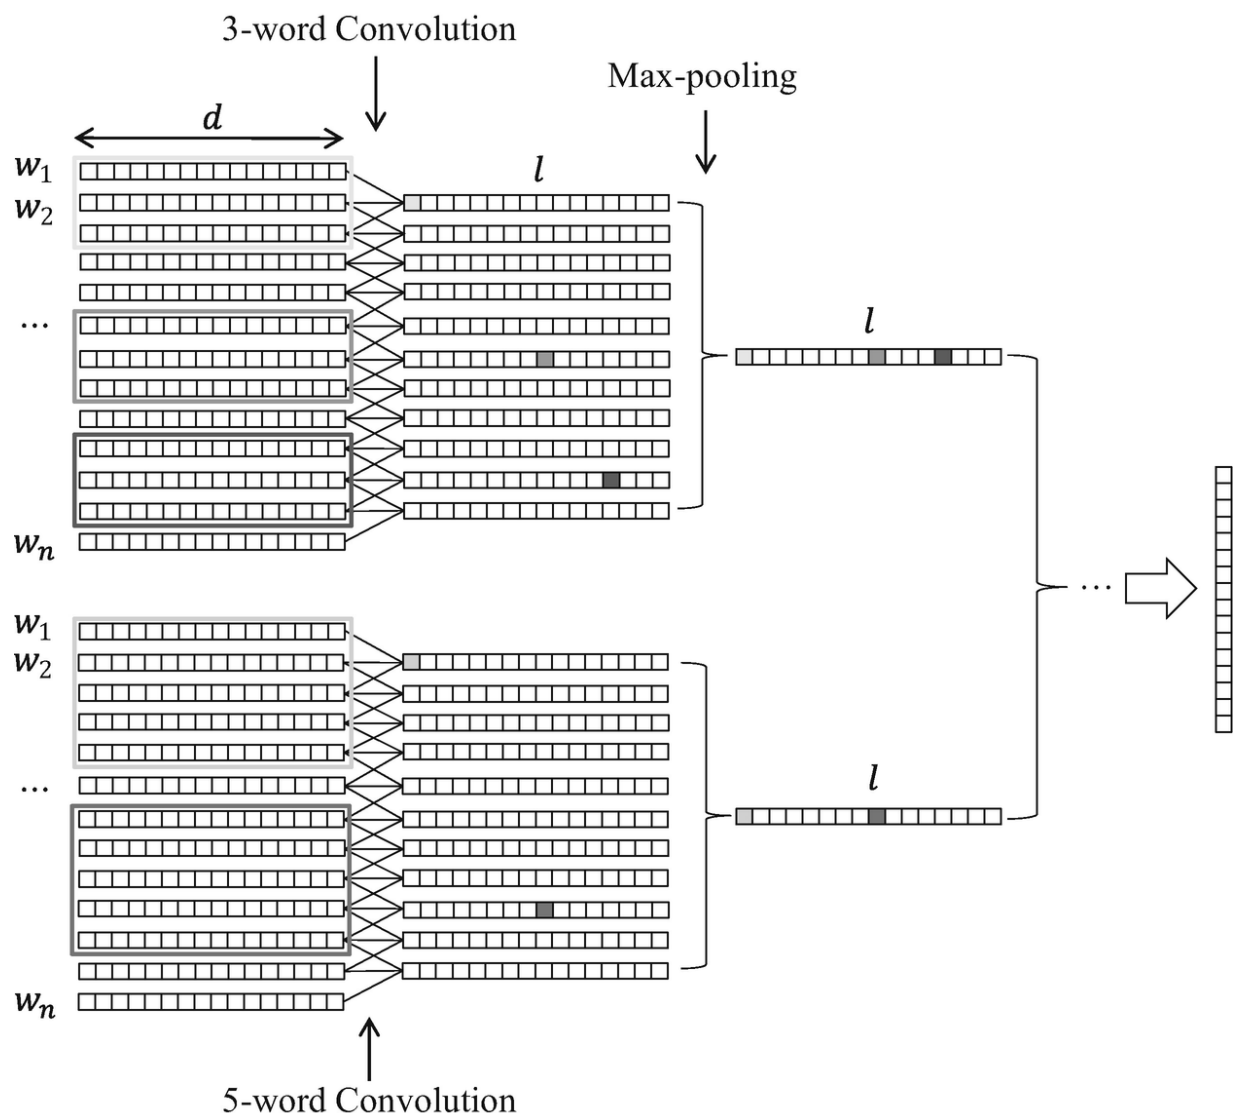 3-word Convolution
Max-pooling
d
w1
w2
l
...
l
wn
...
w1
w2
l
...
wn
5-word Convolution